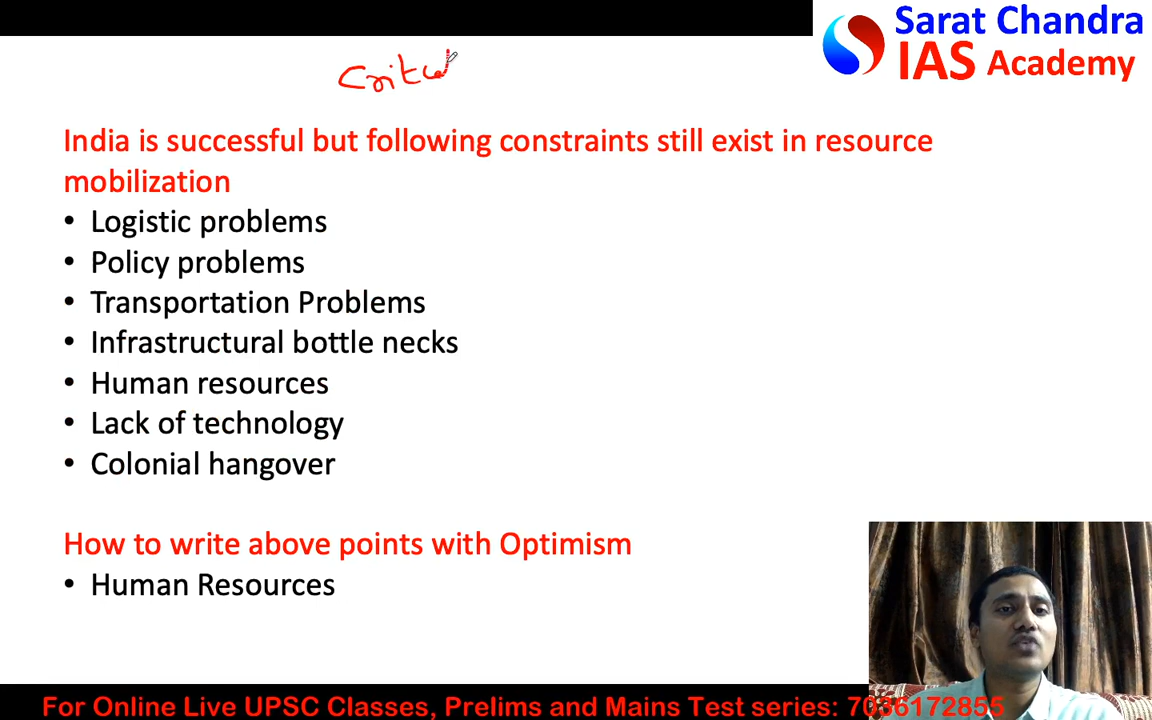 Sarat Chandra
IAS Academy
India is successful but following constraints still exist in resource
mobilization
• Logistic problems
• Policy problems
• Transportation Problems
• Infrastructural bottle necks
• Human resources
• Lack of technology
• Colonial hangover
How to write above points with Optimism
• Human Resources
For Online Live UPSC Classes, Prelims and Mains Test series: 7036172855